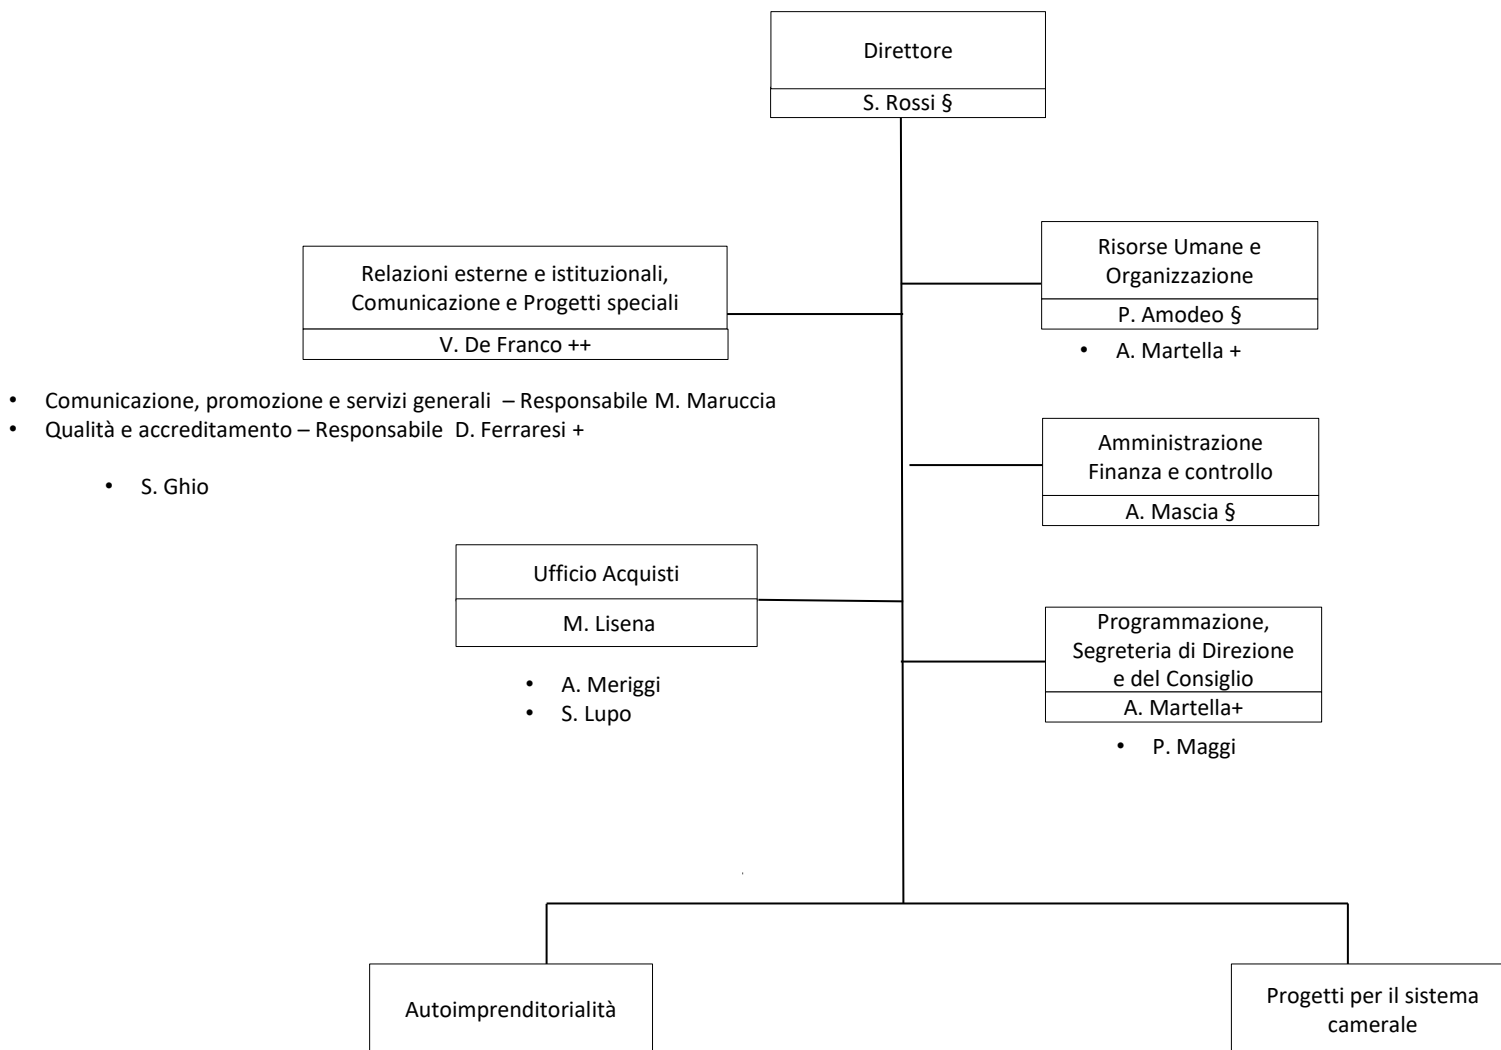 Direttore
S. Rossi §
Relazioni esterne e istituzionali,
Comunicazione e Progetti speciali
V. De Franco ++
• Comunicazione, promozione e servizi generali – Responsabile M. Maruccia
• Qualità e accreditamento – Responsabile D. Ferraresi +
• S. Ghio
Risorse Umane e
Organizzazione
P. Amodeo §
• A. Martella +
Amministrazione
Finanza e controllo
A. Mascia §
Ufficio Acquisti
M. Lisena
• A. Meriggi
• S. Lupo
Programmazione,
Segreteria di Direzione
e del Consiglio
A. Martella+
• P. Maggi
Autoimprenditorialità
Progetti per il sistema
camerale